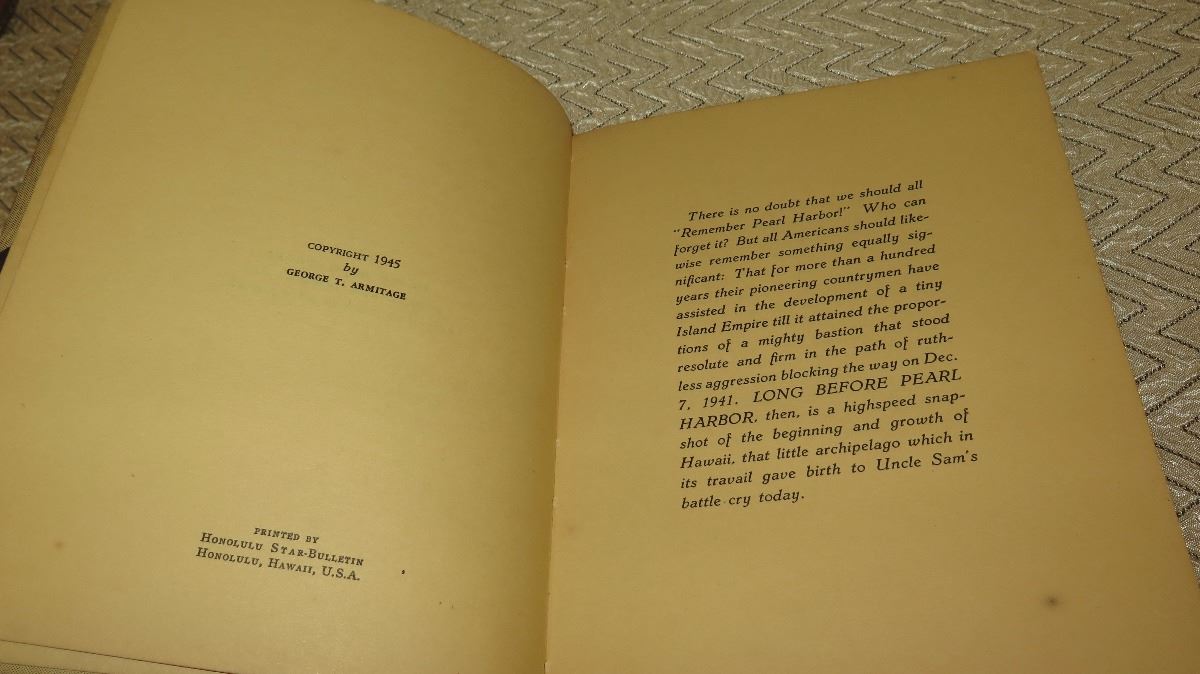 COPYRIGHT 1945
by
GEORGE T. ARMITAGE
PRINTED BY
HONOLULU STAR-BULLETIN
HONOLULU, HAWAII, U.S.A.
There is no doubt that we should all
"Remember Pearl Harbor!" Who can
forget it? But all Americans should like-
wise remember something equally sig-
nificant: That for more than a hundred
years their pioneering countrymen have
assisted in the development of a tiny
Island Empire till it attained the propor-
tions of a mighty bastion that stood
resolute and firm in the path of ruth-
less aggression blocking the way on Dec.
7, 1941. LONG BEFORE PEARL
HARBOR, then, is a highspeed snap-
shot of the beginning and growth of
Hawaii, that little archipelago which in
its travail gave birth to Uncle Sam's
battle cry today.